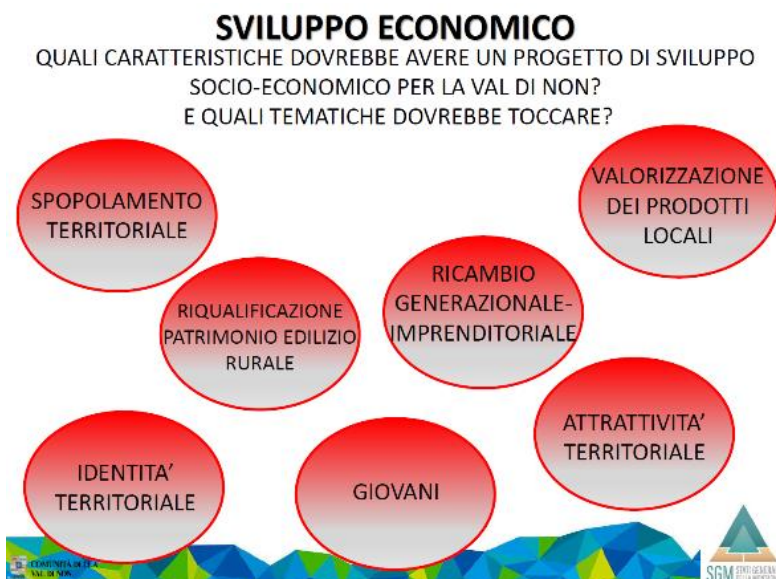 SVILUPPO ECONOMICO
QUALI CARATTERISTICHE DOVREBBE AVERE UN PROGETTO DI SVILUPPO
SOCIO-ECONOMICO PER LA VAL DI NON?
E QUALI TEMATICHE DOVREBBE TOCCARE?
SPOPOLAMENTO
TERRITORIALE
VALORIZZAZIONE
DEI PRODOTTI
LOCALI
RIQUALIFICAZIONE
PATRIMONIO EDILIZIO
RURALE
RICAMBIO
GENERAZIONALE-
IMPRENDITORIALE
IDENTITA’
TERRITORIALE
GIOVANI
ATTRATTIVITA’
TERRITORIALE
COMUNITÀ DELLA
VAL DI NON
SGM STATI GENERALI